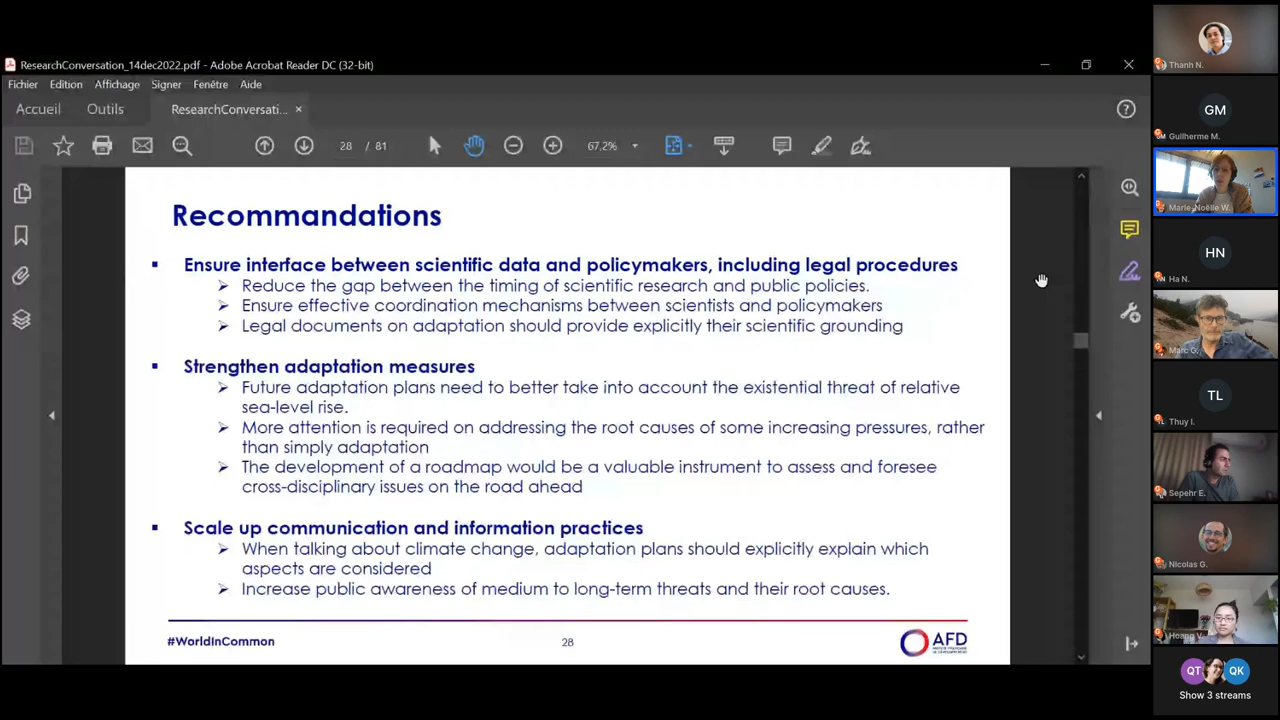 ResearchConversation_14dec2022.pdf - Adobe Acrobat Reader DC (32-bit)
Fichier Edition Affichage Signer Fenêtre Aide
Accueil Outils ResearchConversati... ×
28 / 81 67.2%
Recommandations
Ensure interface between scientific data and policymakers, including legal procedures
Reduce the gap between the timing of scientific research and public policies.
Ensure effective coordination mechanisms between scientists and policymakers
Legal documents on adaptation should provide explicitly their scientific grounding
Strengthen adaptation measures
Future adaptation plans need to better take into account the existential threat of relative
sea-level rise.
More attention is required on addressing the root causes of some increasing pressures, rather
than simply adaptation
The development of a roadmap would be a valuable instrument to assess and foresee
cross-disciplinary issues on the road ahead
Scale up communication and information practices
When talking about climate change, adaptation plans should explicitly explain which
aspects are considered
Increase public awareness of medium to long-term threats and their root causes.
#WorldInCommon
28
AFD
Thanh N.
GM
Guilherme M.
Marie-Noëlle W.
HN
Ha N.
Marc G.
TL
Thuy l.
Sepehr E.
Nicolas G.
Hoang V.
QT QK
Show 3 streams